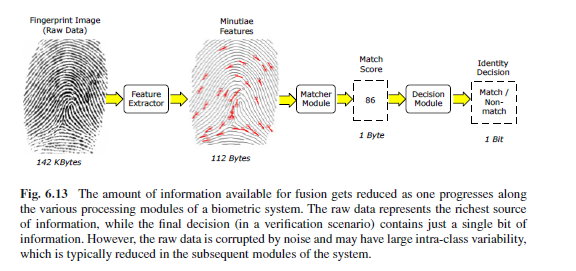 Fingerprint Image
(Raw Data)
Minutiae
Features
Feature
Extractor
Matcher
Module
Match
Score
86
Decision
Module
Identity
Decision
Match /
Non-
match
142 KBytes
112 Bytes
1 Byte
1 Bit
Fig. 6.13 The amount of information available for fusion gets reduced as one progresses along
the various processing modules of a biometric system. The raw data represents the richest source
of information, while the final decision (in a verification scenario) contains just a single bit of
information. However, the raw data is corrupted by noise and may have large intra-class variability,
which is typically reduced in the subsequent modules of the system.